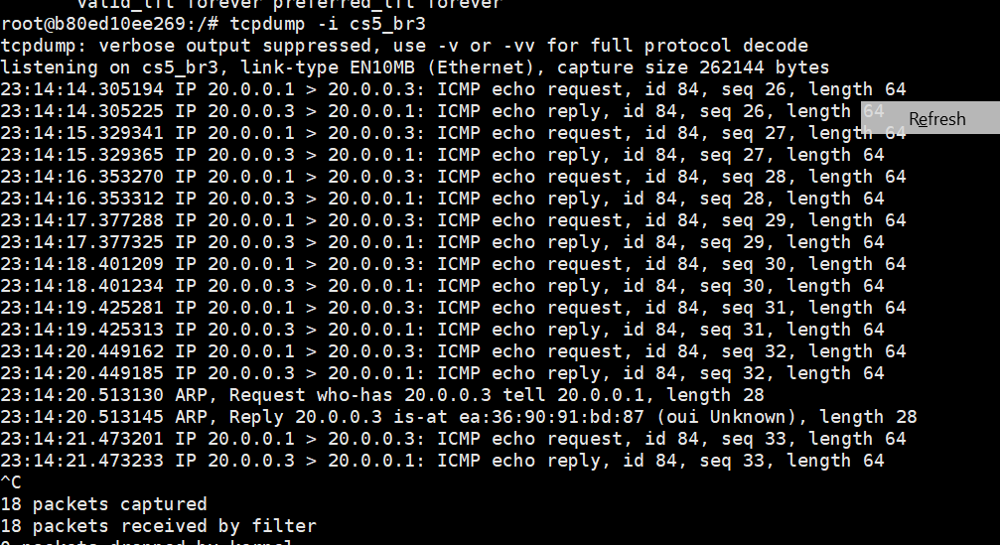 valid_lft forever preferred_lft forever
root@b80ed10ee269:/# tcpdump -i cs5_br3
tcpdump: verbose output suppressed, use -v or -vv for full protocol decode
listening on cs5_br3, link-type EN10MB (Ethernet), capture size 262144 bytes
23:14:14.305194 IP 20.0.0.1 > 20.0.0.3: ICMP echo request, id 84, seq 26, length 64
23:14:14.305225 IP 20.0.0.3 > 20.0.0.1: ICMP echo reply, id 84, seq 26, length 64
Refresh
23:14:15.329341 IP 20.0.0.1 > 20.0.0.3: ICMP echo request, id 84, seq 27, length 64
23:14:15.329365 IP 20.0.0.3 > 20.0.0.1: ICMP echo reply, id 84, seq 27, length 64
23:14:16.353270 IP 20.0.0.1 > 20.0.0.3: ICMP echo request, id 84, seq 28, length 64
23:14:16.353312 IP 20.0.0.3 > 20.0.0.1: ICMP echo reply, id 84, seq 28, length 64
23:14:17.377288 IP 20.0.0.1 > 20.0.0.3: ICMP echo request, id 84, seq 29, length 64
23:14:17.377325 IP 20.0.0.3 > 20.0.0.1: ICMP echo reply, id 84, seq 29, length 64
23:14:18.401209 IP 20.0.0.1 > 20.0.0.3: ICMP echo request, id 84, seq 30, length 64
23:14:18.401234 IP 20.0.0.3 > 20.0.0.1: ICMP echo reply, id 84, seq 30, length 64
23:14:19.425281 IP 20.0.0.1 > 20.0.0.3: ICMP echo request, id 84, seq 31, length 64
23:14:19.425313 IP 20.0.0.3 > 20.0.0.1: ICMP echo reply, id 84, seq 31, length 64
23:14:20.449162 IP 20.0.0.1 > 20.0.0.3: ICMP echo request, id 84, seq 32, length 64
23:14:20.449185 IP 20.0.0.3 > 20.0.0.1: ICMP echo reply, id 84, seq 32, length 64
23:14:20.513130 ARP, Request who-has 20.0.0.3 tell 20.0.0.1, length 28
23:14:20.513145 ARP, Reply 20.0.0.3 is-at ea:36:90:91:bd:87 (oui Unknown), length 28
23:14:21.473201 IP 20.0.0.1 > 20.0.0.3: ICMP echo request, id 84, seq 33, length 64
23:14:21.473233 IP 20.0.0.3 > 20.0.0.1: ICMP echo reply, id 84, seq 33, length 64
^C
18 packets captured
18 packets received by filter
0 packets dropped by kernel